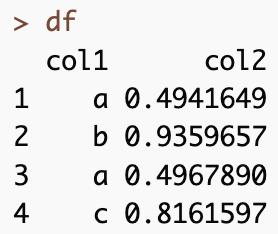 > df
  col1      col2
1    a 0.4941649
2    b 0.9359657
3    a 0.4967890
4    c 0.8161597